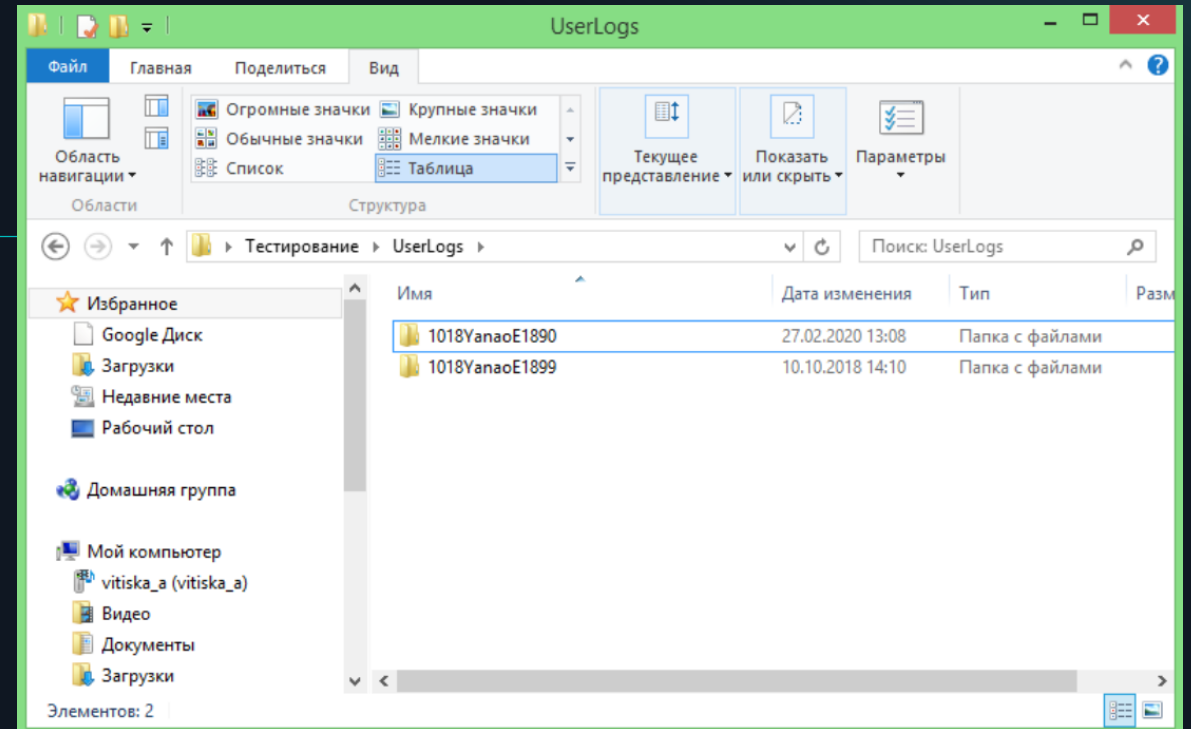 UserLogs
Файл Главная Поделиться Вид
Огромные значки Крупные значки
Обычные значки Мелкие значки
Список Таблица
Область навигации
Текущее представление
Показать или скрыть
Параметры
Области Структура
Тестирование UserLogs Поиск: UserLogs
Избранное
Google Диск
Загрузки
Недавние места
Рабочий стол
Домашняя группа
Мой компьютер
vitiska_a (vitiska_a)
Видео
Документы
Загрузки
Имя Дата изменения Тип Разм
1018YanaoE1890 27.02.2020 13:08 Папка с файлами
1018YanaoE1899 10.10.2018 14:10 Папка с файлами
Элементов: 2